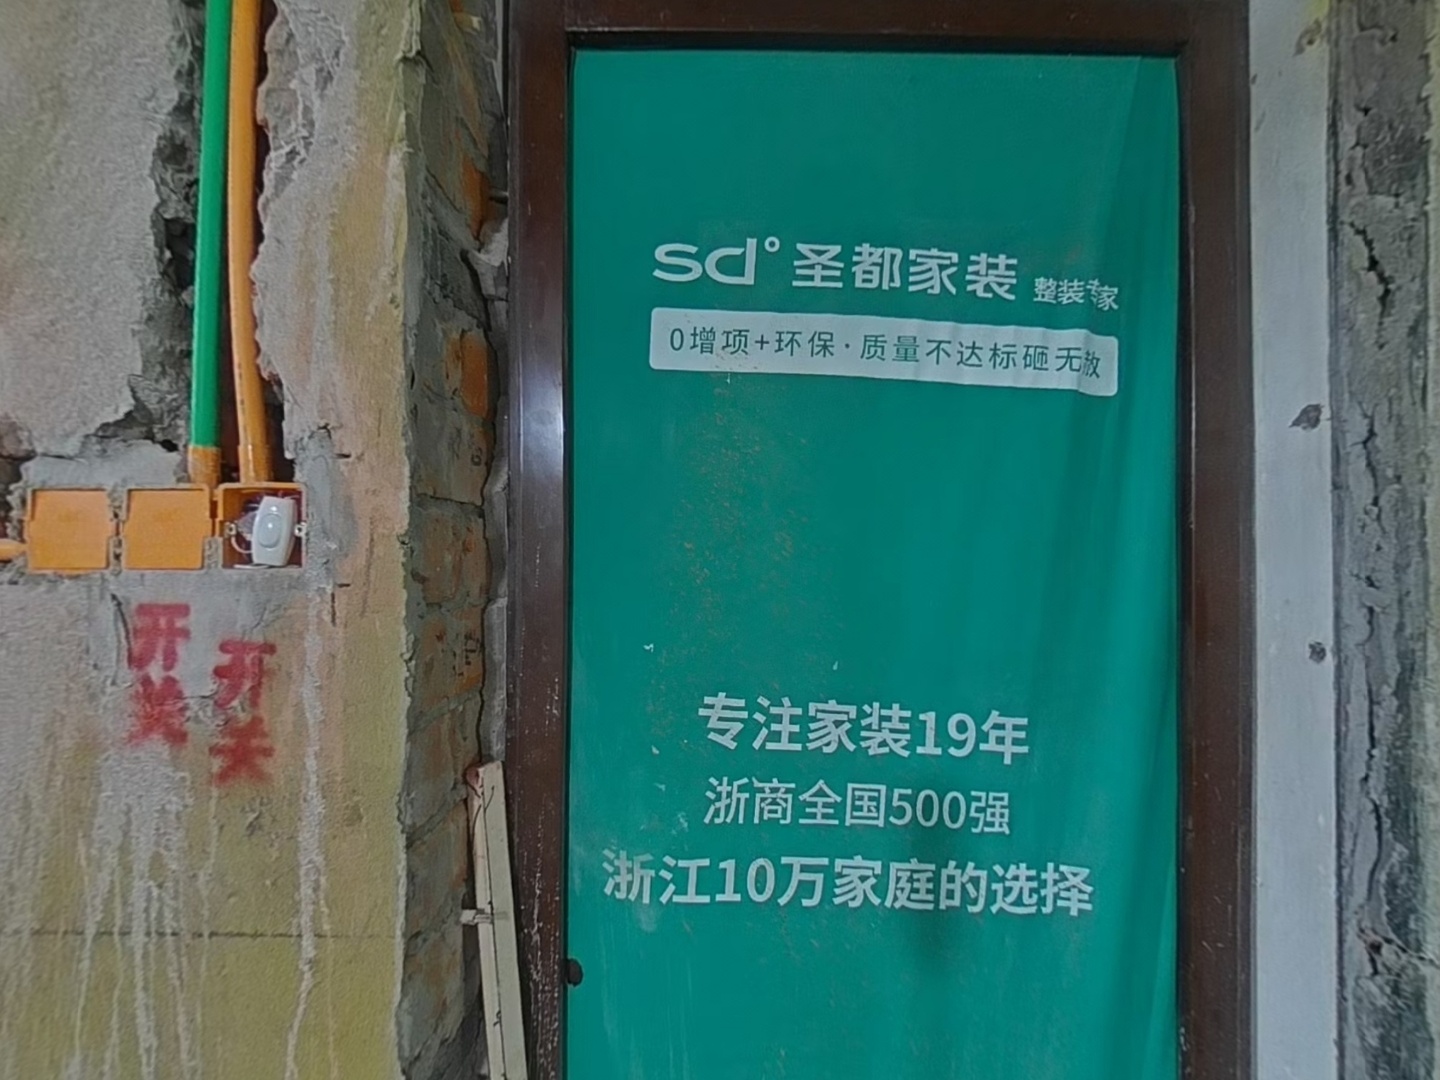 sd° 圣都家装 整装专家
0增项+环保·质量不达标砸无赦
开关
开关
专注家装19年
浙商全国500强
浙江10万家庭的选择